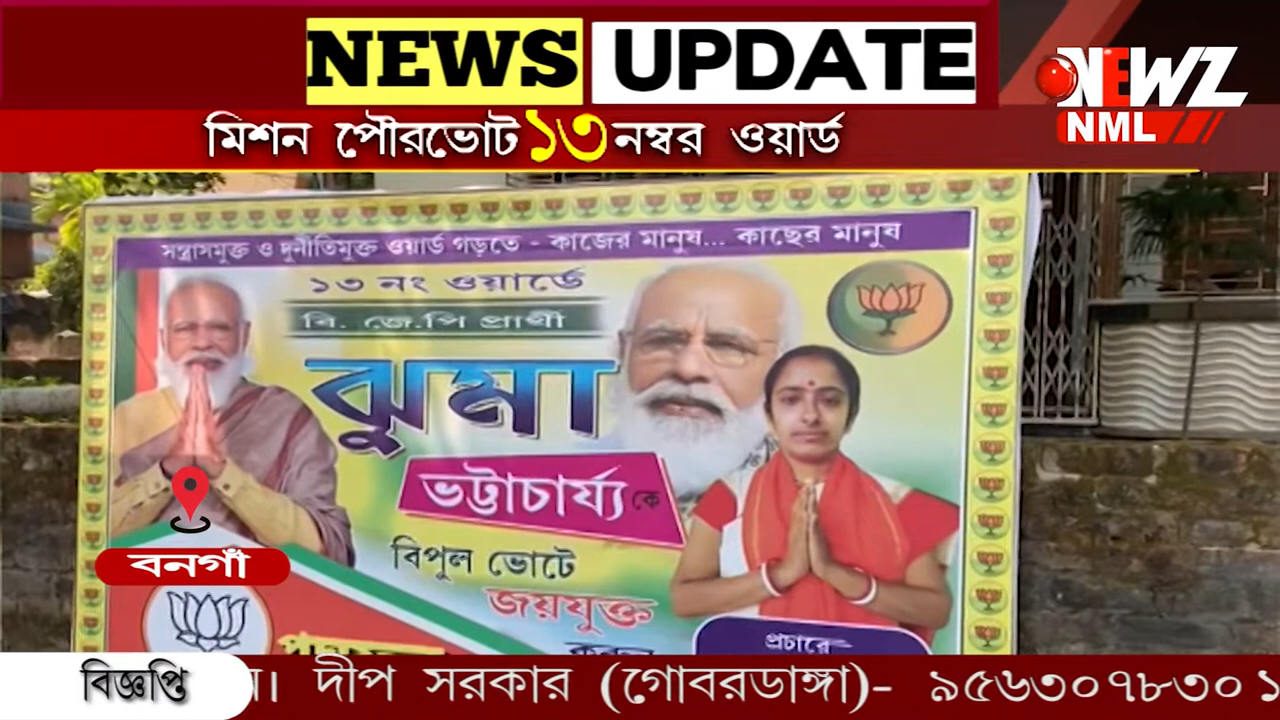 NEWS UPDATE
NEWZ
NML
মিশন পৌরভোট ১৩ নম্বর ওয়ার্ড
সন্ত্রাসমুক্ত ও দুর্নীতিমুক্ত ওয়ার্ড গড়তে - কাজের মানুষ... কাছের মানুষ
১৩ নং ওয়ার্ডে
বি. জে.পি প্রার্থী
ঝুমা
ভট্টাচার্য্য কে
বিপুল ভোটে
জয়যুক্ত
করুন
প্রচারে
বনগাঁ
বিজ্ঞপ্তি
দীপ সরকার (গোবরডাঙ্গা)- ৯৫৬৩০৭৮৩০১